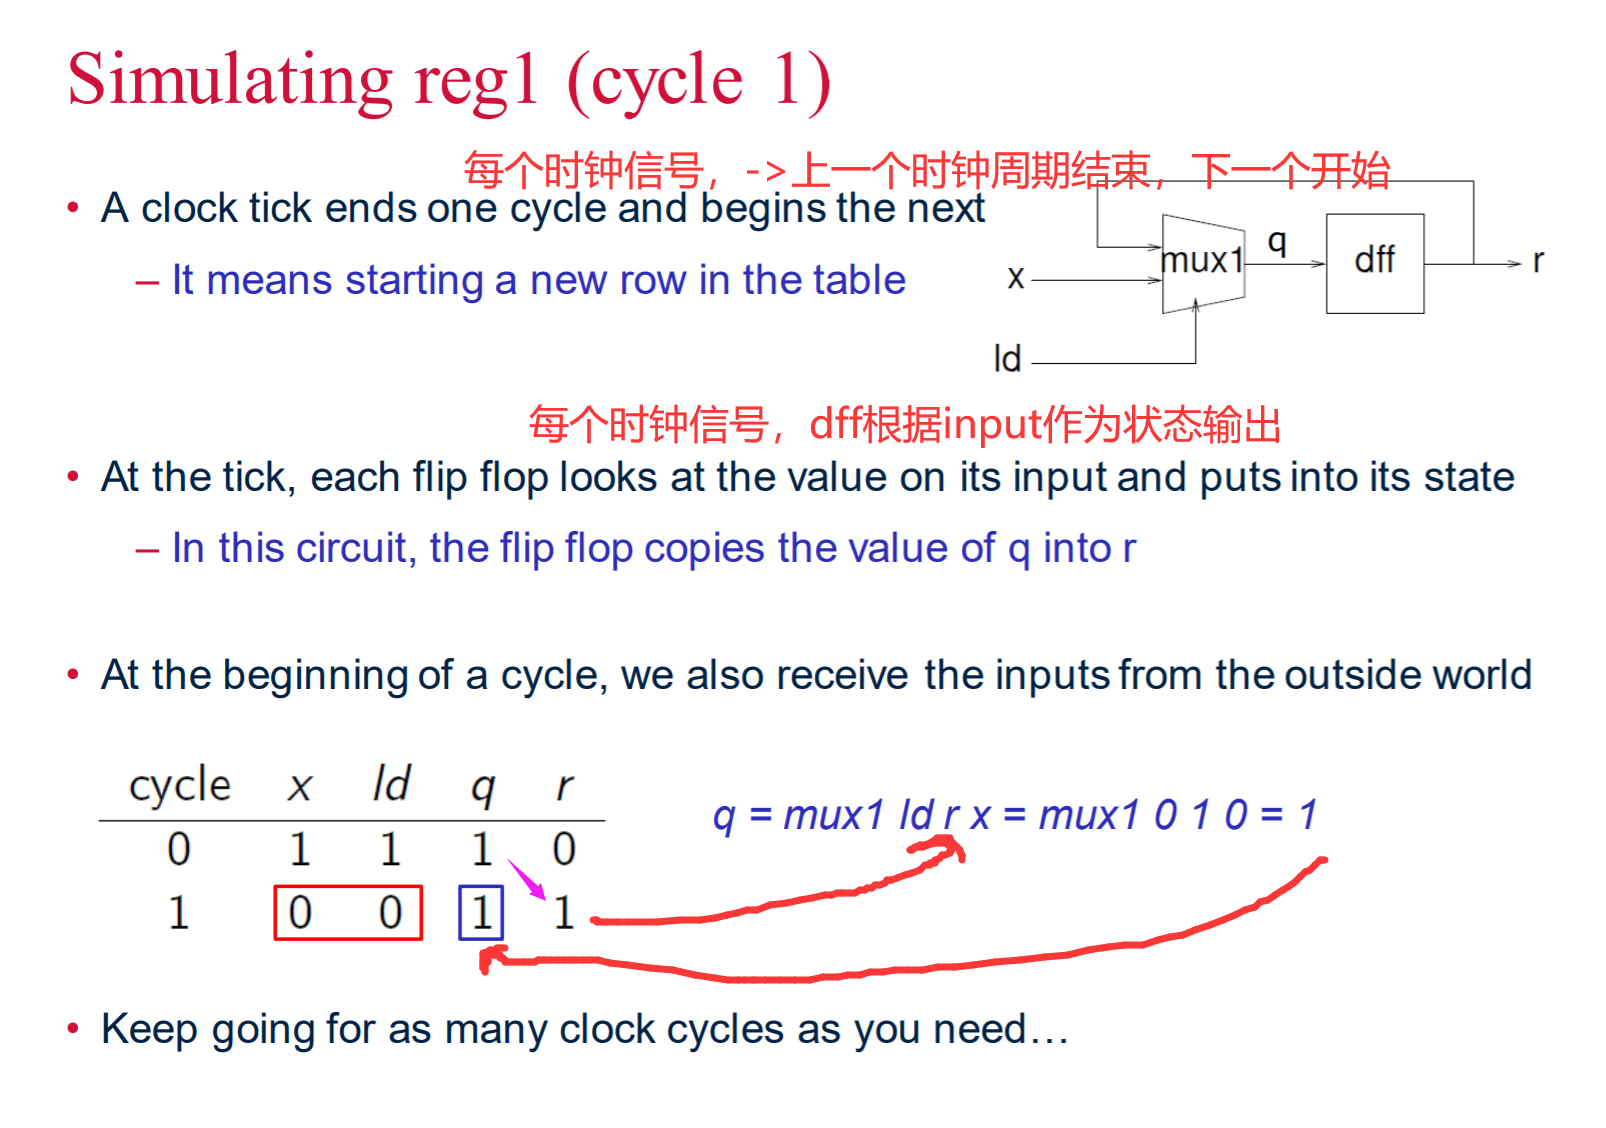 Simulating reg1 (cycle 1)
每个时钟信号，->上一个时钟周期结束，下一个开始
• A clock tick ends one cycle and begins the next
– It means starting a new row in the table
x
ld
mux1
q
dff
r
每个时钟信号，dff根据input作为状态输出
• At the tick, each flip flop looks at the value on its input and puts into its state
– In this circuit, the flip flop copies the value of q into r
• At the beginning of a cycle, we also receive the inputs from the outside world
cycle x ld q r
0 1 1 1 0
1 0 0 1 1
q = mux1 ld r x = mux1 0 1 0 = 1
• Keep going for as many clock cycles as you need…